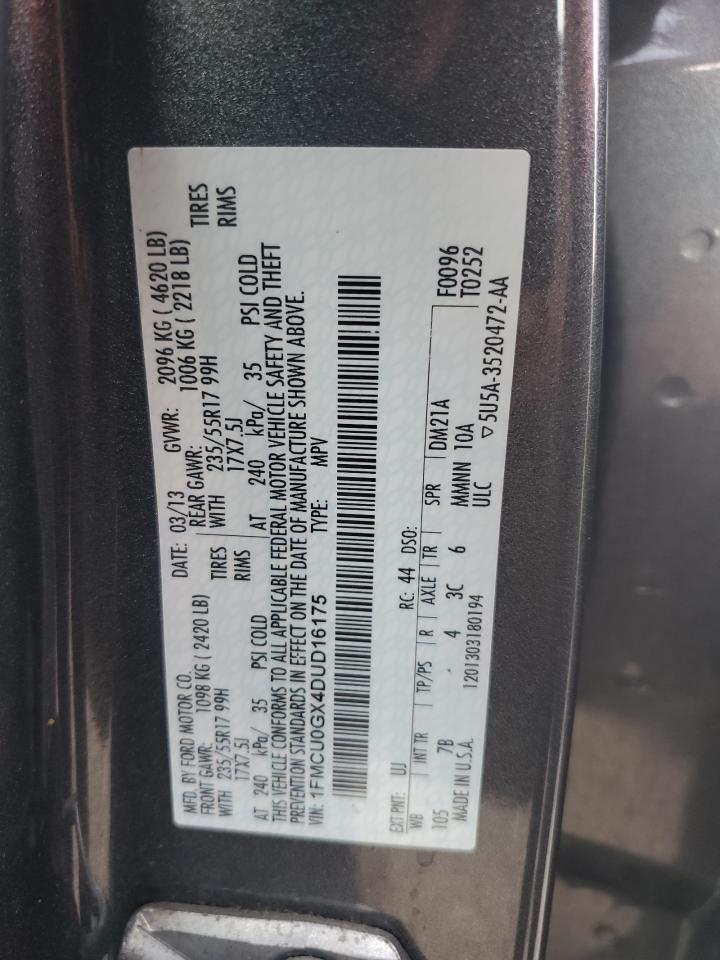 MFD. BY FORD MOTOR CO.
DATE: 03/13 GVWR: 2096 KG ( 4620 LB)
FRONT GAWR: 1098 KG ( 2420 LB) REAR GAWR: 1006 KG ( 2218 LB)
WITH 235/55R17 99H TIRES WITH 235/55R17 99H TIRES
17X7.5J RIMS 17X7.5J RIMS
AT 240 kPa/ 35 PSI COLD AT 240 kPa/ 35 PSI COLD
THIS VEHICLE CONFORMS TO ALL APPLICABLE FEDERAL MOTOR VEHICLE SAFETY AND THEFT
PREVENTION STANDARDS IN EFFECT ON THE DATE OF MANUFACTURE SHOWN ABOVE.
VIN: 1FMCU0GX4DUD16175 TYPE: MPV
EXT PNT: UJ RC: 44 DSO: F0096
WB INT TR TP/PS R AXLE TR SPR DM21A T0252
105 7B . 4 3C 6 MMNN 10A
MADE IN U.S.A. 1201303180194 ULC ▽5U5A-3520472-AA